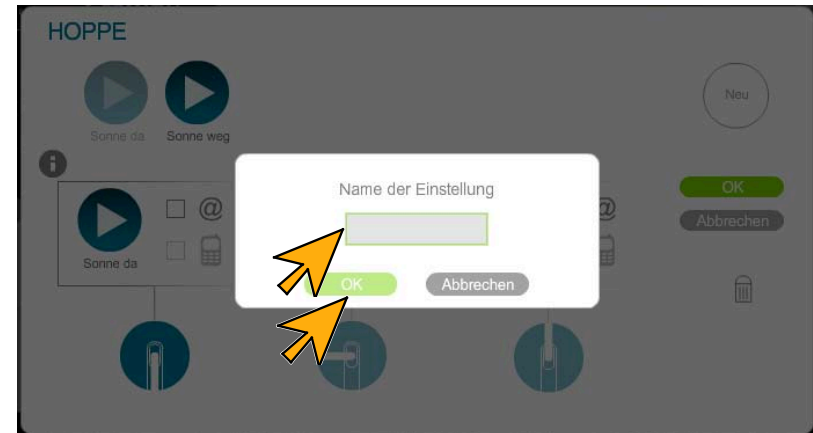 HOPPE
Neu
Sonne da
Sonne weg
Name der Einstellung
OK
@
@
Abbrechen
Sonne da
OK
Abbrechen